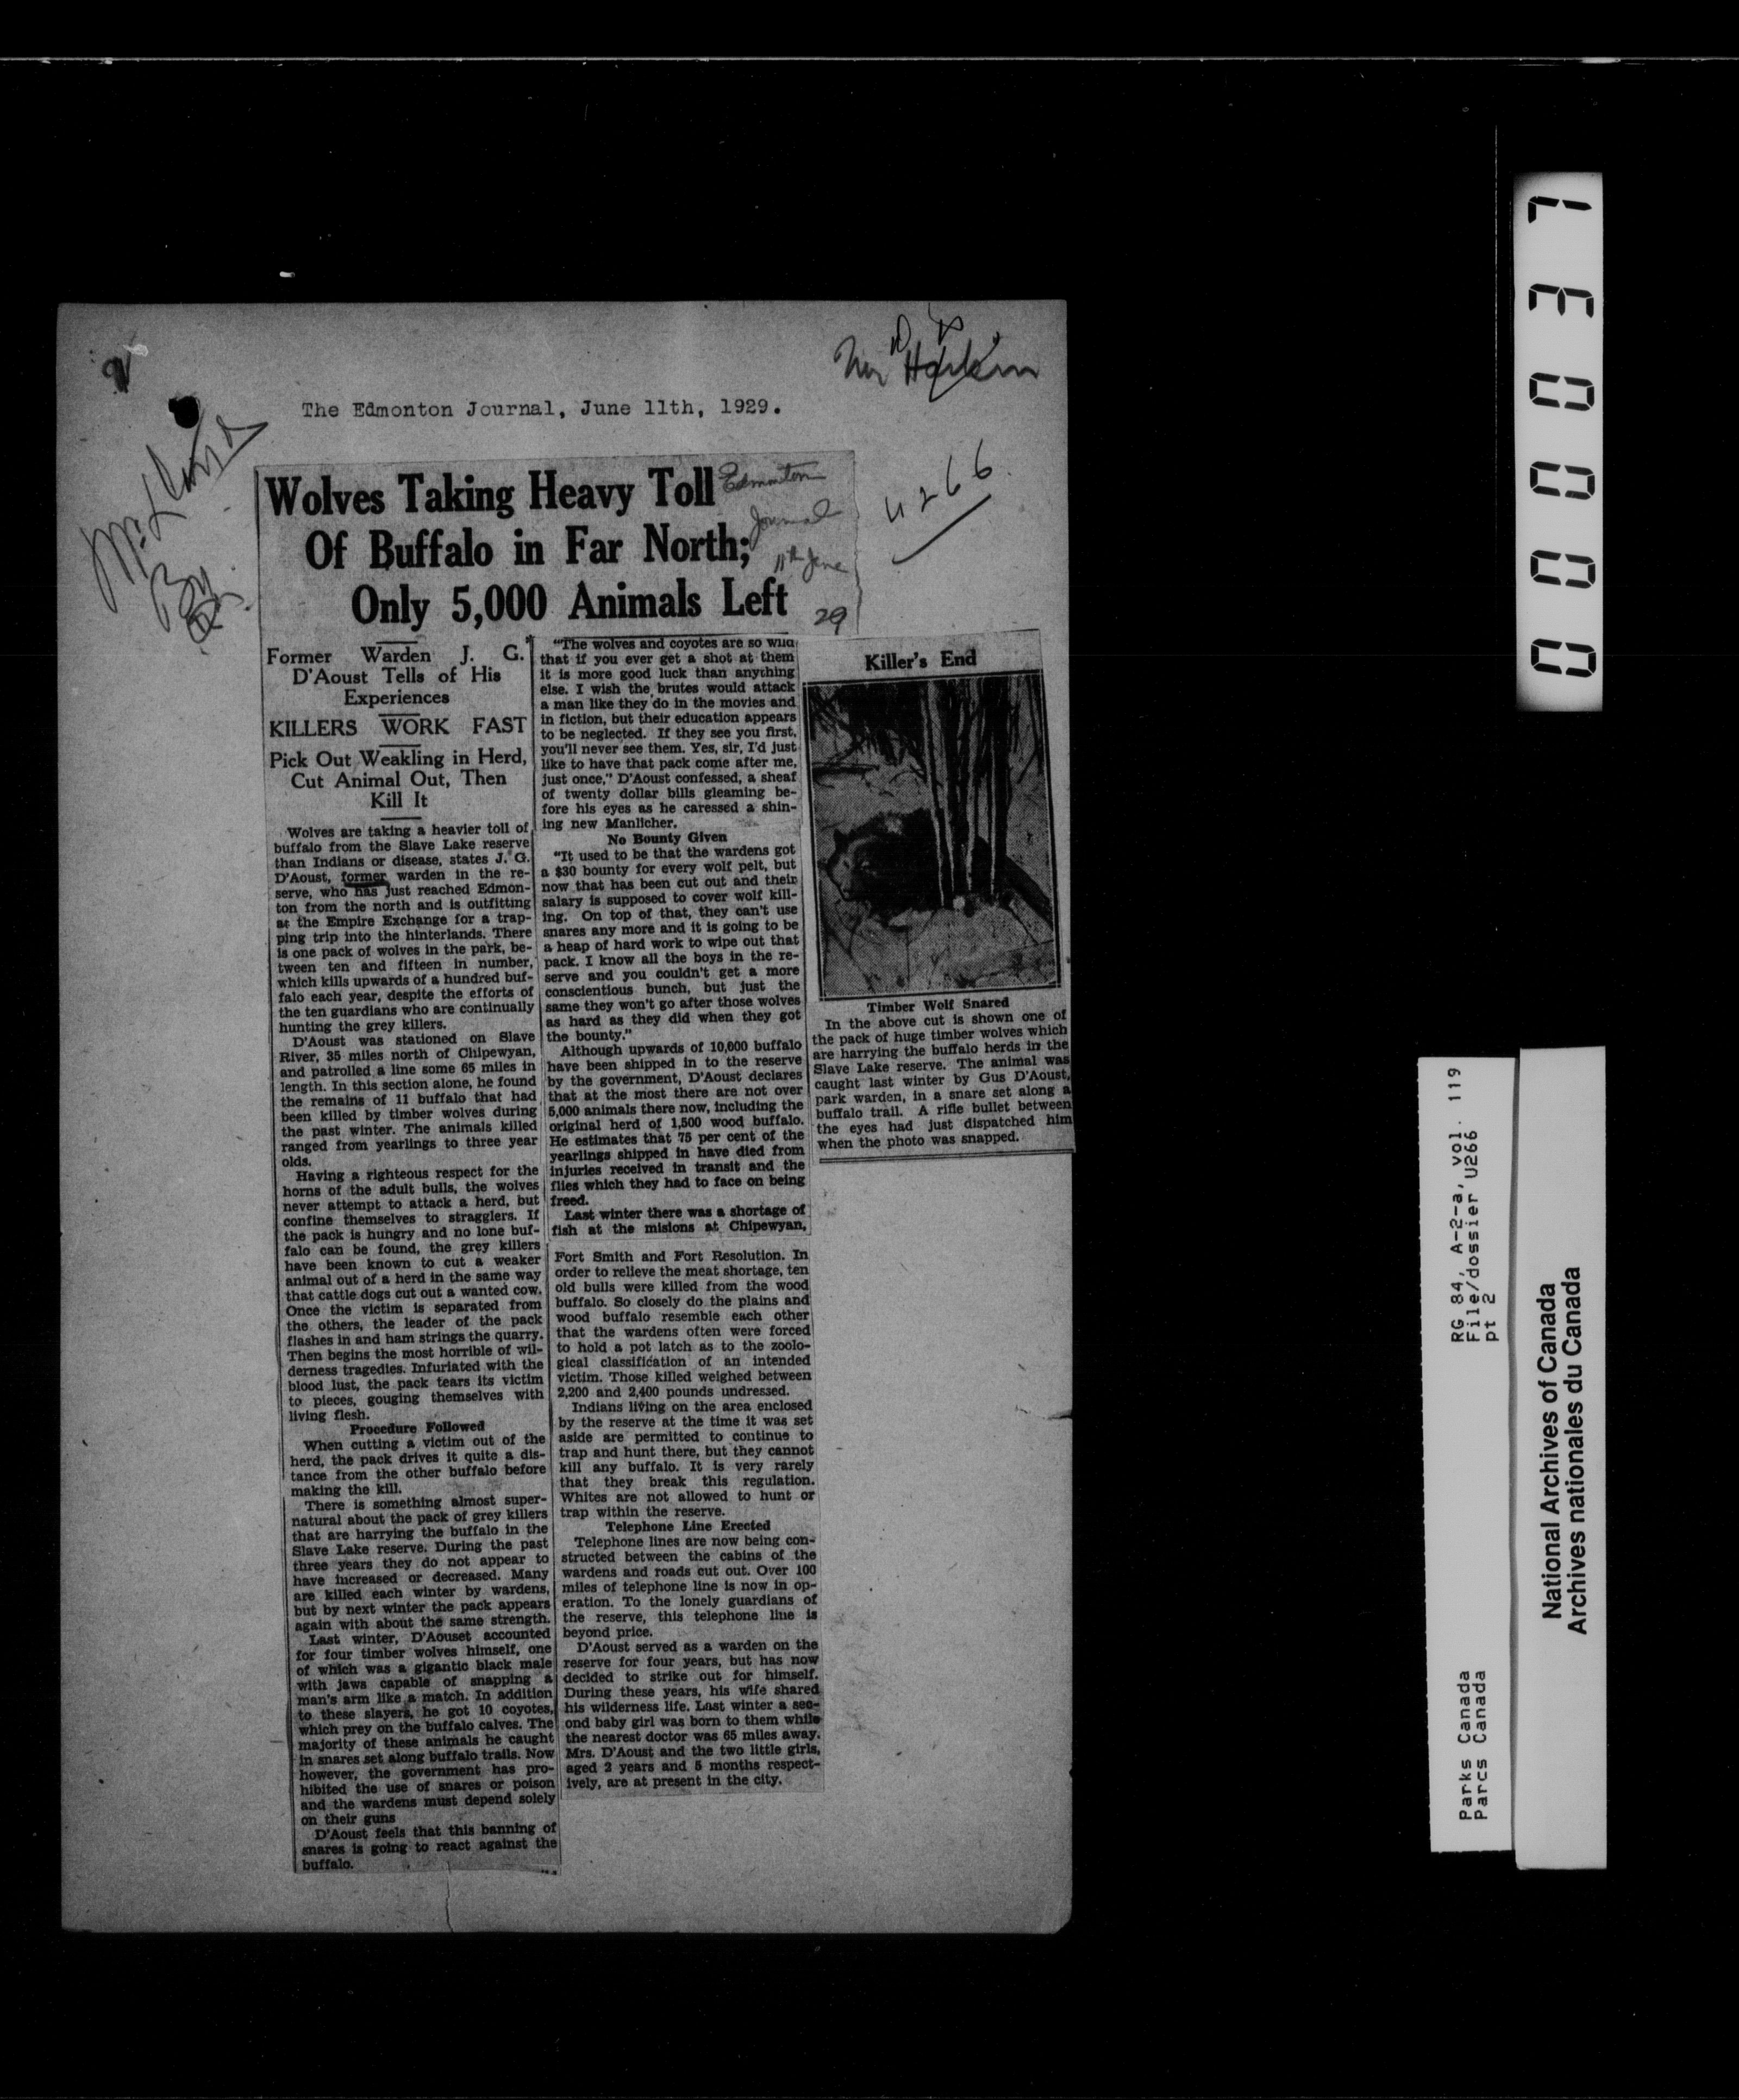 Mr Harkin
The Edmonton Journal, June 11th, 1929.
U266
Edmonton
Journal
11th June
29
Wolves Taking Heavy Toll
Of Buffalo in Far North;
Only 5,000 Animals Left
Former Warden J. G.
D'Aoust Tells of His
Experiences
KILLERS WORK FAST
Pick Out Weakling in Herd,
Cut Animal Out, Then
Kill It
Wolves are taking a heavier toll of
buffalo from the Slave Lake reserve
than Indians or disease, states J. G.
D'Aoust, former warden in the re-
serve, who has just reached Edmon-
ton from the north and is outfitting
at the Empire Exchange for a trap-
ping trip into the hinterlands. There
is one pack of wolves in the park, be-
tween ten and fifteen in number,
which kills upwards of a hundred buf-
falo each year, despite the efforts of
the ten guardians who are continually
hunting the grey killers.
D'Aoust was stationed on Slave
River, 35 miles north of Chipewyan,
and patrolled a line some 65 miles in
length. In this section alone, he found
the remains of 11 buffalo that had
been killed by timber wolves during
the past winter. The animals killed
ranged from yearlings to three year
olds.
Having a righteous respect for the
horns of the adult bulls, the wolves
never attempt to attack a herd, but
confine themselves to stragglers. If
the pack is hungry and no lone buf-
falo can be found, the grey killers
have been known to cut a weaker
animal out of a herd in the same way
that cattle dogs cut out a wanted cow.
Once the victim is separated from
the others, the leader of the pack
flashes in and ham strings the quarry.
Then begins the most horrible of wil-
derness tragedies. Infuriated with the
blood lust, the pack tears its victim
to pieces, gouging themselves with
living flesh.
Procedure Followed
When cutting a victim out of the
herd, the pack drives it quite a dis-
tance from the other buffalo before
making the kill.
There is something almost super-
natural about the pack of grey killers
that are harrying the buffalo in the
Slave Lake reserve. During the past
three years they do not appear to
have increased or decreased. Many
are killed each winter by wardens,
but by next winter the pack appears
again with about the same strength.
Last winter, D'Aouset accounted
for four timber wolves himself, one
of which was a gigantic black male
with jaws capable of snapping a
man's arm like a match. In addition
to these slayers, he got 10 coyotes,
which prey on the buffalo calves. The
majority of these animals he caught
in snares set along buffalo trails. Now
however, the government has pro-
hibited the use of snares or poison
and the wardens must depend solely
on their guns
D'Aoust feels that this banning of
snares is going to react against the
buffalo.
"The wolves and coyotes are so wild
that if you ever get a shot at them
it is more good luck than anything
else. I wish the brutes would attack
a man like they do in the movies and
in fiction, but their education appears
to be neglected. If they see you first,
you'll never see them. Yes, sir, I'd just
like to have that pack come after me,
just once," D'Aoust confessed, a sheaf
of twenty dollar bills gleaming be-
fore his eyes as he caressed a shin-
ing new Manlicher.
No Bounty Given
"It used to be that the wardens got
a $30 bounty for every wolf pelt, but
now that has been cut out and their
salary is supposed to cover wolf kill-
ing. On top of that, they can't use
snares any more and it is going to be
a heap of hard work to wipe out that
pack. I know all the boys in the re-
serve and you couldn't get a more
conscientious bunch, but just the
same they won't go after those wolves
as hard as they did when they got
the bounty."
Although upwards of 10,000 buffalo
have been shipped in to the reserve
by the government, D'Aoust declares
that at the most there are not over
5,000 animals there now, including the
original herd of 1,500 wood buffalo.
He estimates that 75 per cent of the
yearlings shipped in have died from
injuries received in transit and the
flies which they had to face on being
freed.
Last winter there was a shortage of
fish at the misions at Chipewyan,
Fort Smith and Fort Resolution. In
order to relieve the meat shortage, ten
old bulls were killed from the wood
buffalo. So closely do the plains and
wood buffalo resemble each other
that the wardens often were forced
to hold a pot latch as to the zoolo-
gical classification of an intended
victim. Those killed weighed between
2,200 and 2,400 pounds undressed.
Indians living on the area enclosed
by the reserve at the time it was set
aside are permitted to continue to
trap and hunt there, but they cannot
kill any buffalo. It is very rarely
that they break this regulation.
Whites are not allowed to hunt or
trap within the reserve.
Telephone Line Erected
Telephone lines are now being con-
structed between the cabins of the
wardens and roads cut out. Over 100
miles of telephone line is now in op-
eration. To the lonely guardians of
the reserve, this telephone line is
beyond price.
D'Aoust served as a warden on the
reserve for four years, but has now
decided to strike out for himself.
During these years, his wife shared
his wilderness life. Last winter a sec-
ond baby girl was born to them while
the nearest doctor was 65 miles away.
Mrs. D'Aoust and the two little girls,
aged 2 years and 5 months respect-
ively, are at present in the city.
Killer's End
Timber Wolf Snared
In the above cut is shown one of
the pack of huge timber wolves which
are harrying the buffalo herds in the
Slave Lake reserve. The animal was
caught last winter by Gus D'Aoust,
park warden, in a snare set along a
buffalo trail. A rifle bullet between
the eyes had just dispatched him
when the photo was snapped.
000037
Parks Canada
Parcs Canada
RG 84, A-2-a, vol. 119
File/dossier U266
pt 2
National Archives of Canada
Archives nationales du Canada